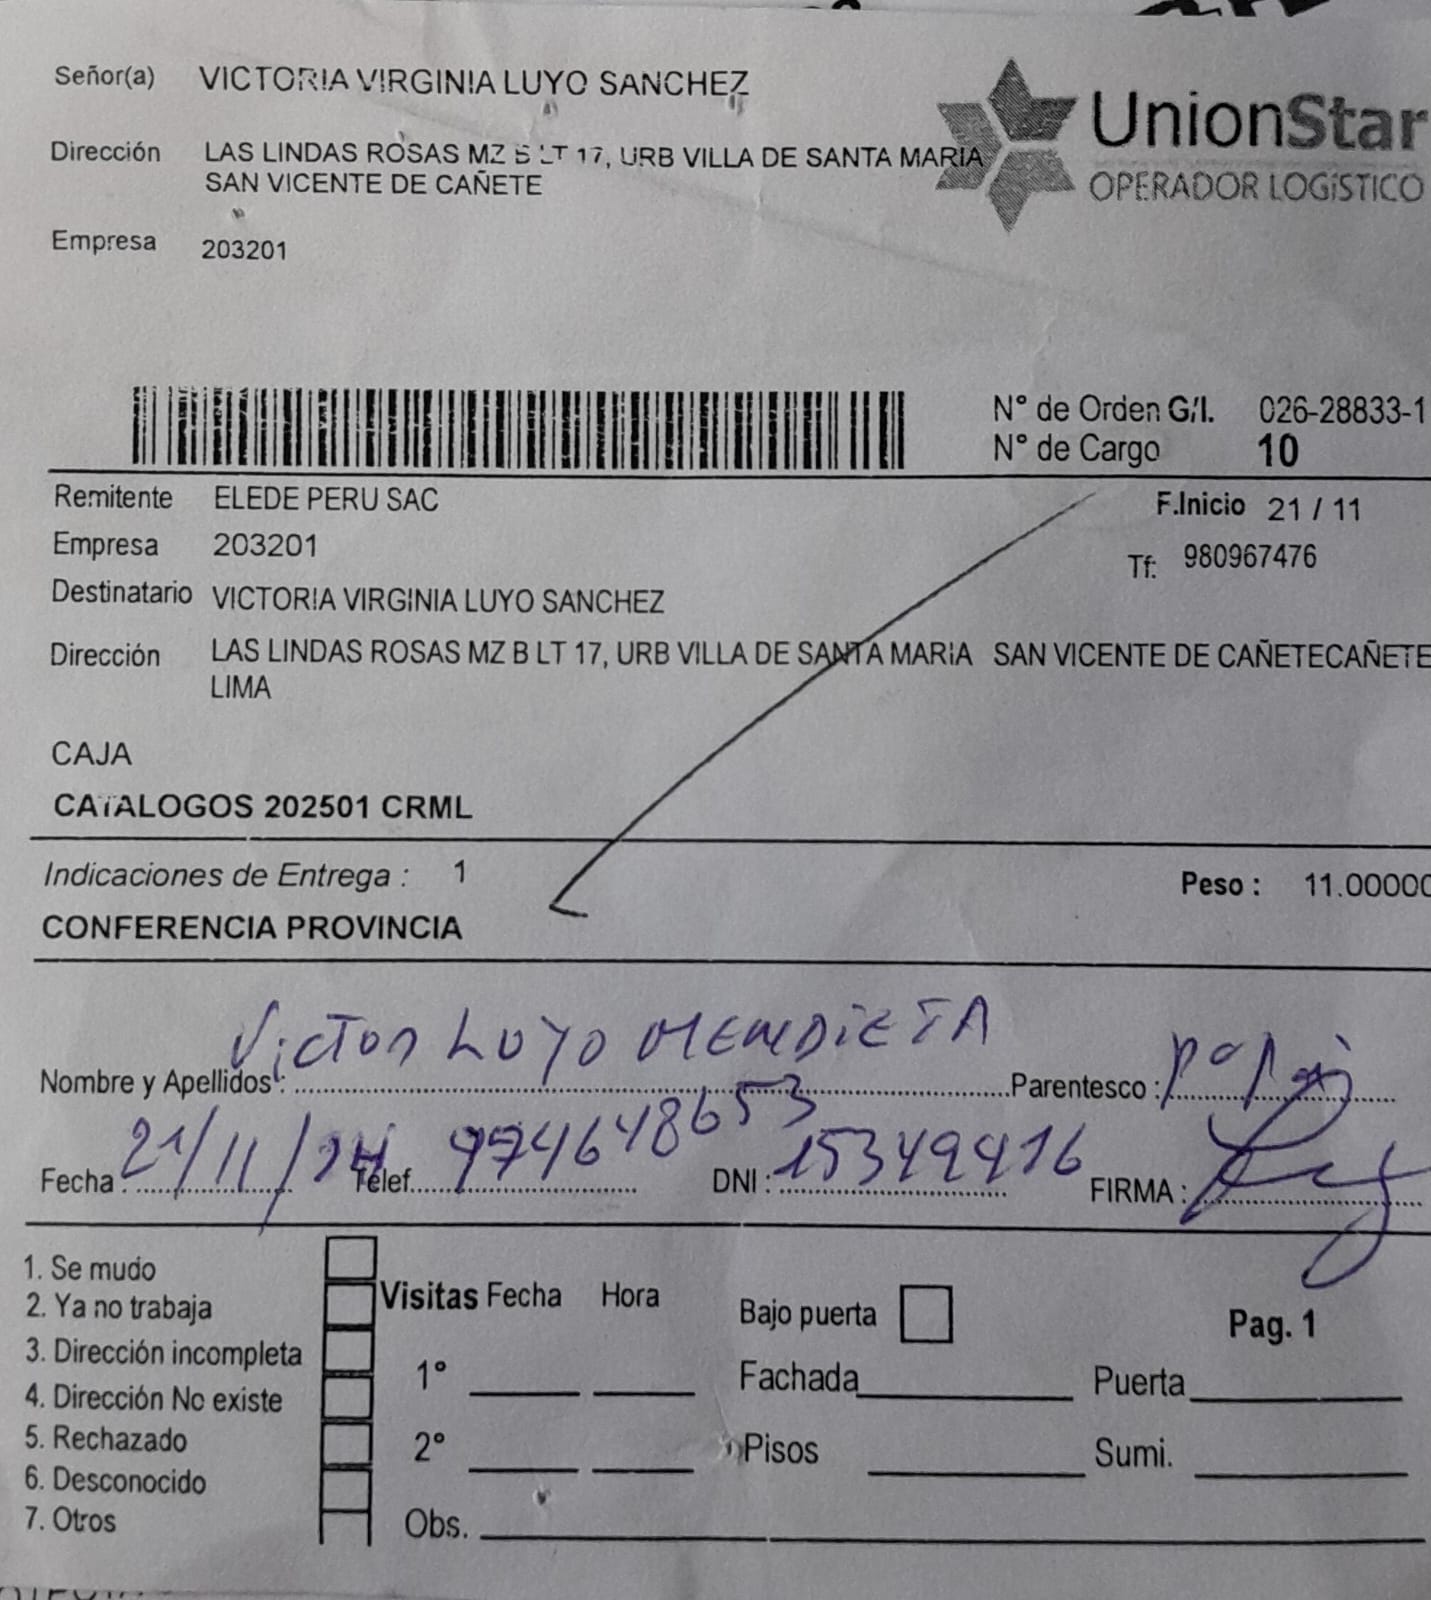 Señor(a) VICTORIA VIRGINIA LUYO SANCHEZ
UnionStar
OPERADOR LOGÍSTICO
Dirección LAS LINDAS ROSAS MZ B LT 17, URB VILLA DE SANTA MARIA
SAN VICENTE DE CAÑETE
Empresa 203201
N° de Orden G/I. 026-28833-1
N° de Cargo 10
Remitente ELEDE PERU SAC
F.Inicio 21 / 11
Empresa 203201
Tf: 980967476
Destinatario VICTORIA VIRGINIA LUYO SANCHEZ
Dirección LAS LINDAS ROSAS MZ B LT 17, URB VILLA DE SANTA MARIA SAN VICENTE DE CAÑETECAÑETE
LIMA
CAJA
CATALOGOS 202501 CRML
Indicaciones de Entrega : 1
Peso : 11.00000
CONFERENCIA PROVINCIA
Nombre y Apellidos : Victor LUYO MENDiETA Parentesco :
Fecha : 21/11/24 Telef. 974648653 DNI : 15349416 FIRMA :
1. Se mudo
2. Ya no trabaja
3. Dirección incompleta
4. Dirección No existe
5. Rechazado
6. Desconocido
7. Otros
Visitas Fecha Hora
1°
2°
Obs.
Bajo puerta
Pag. 1
Fachada Puerta
Pisos Sumi.